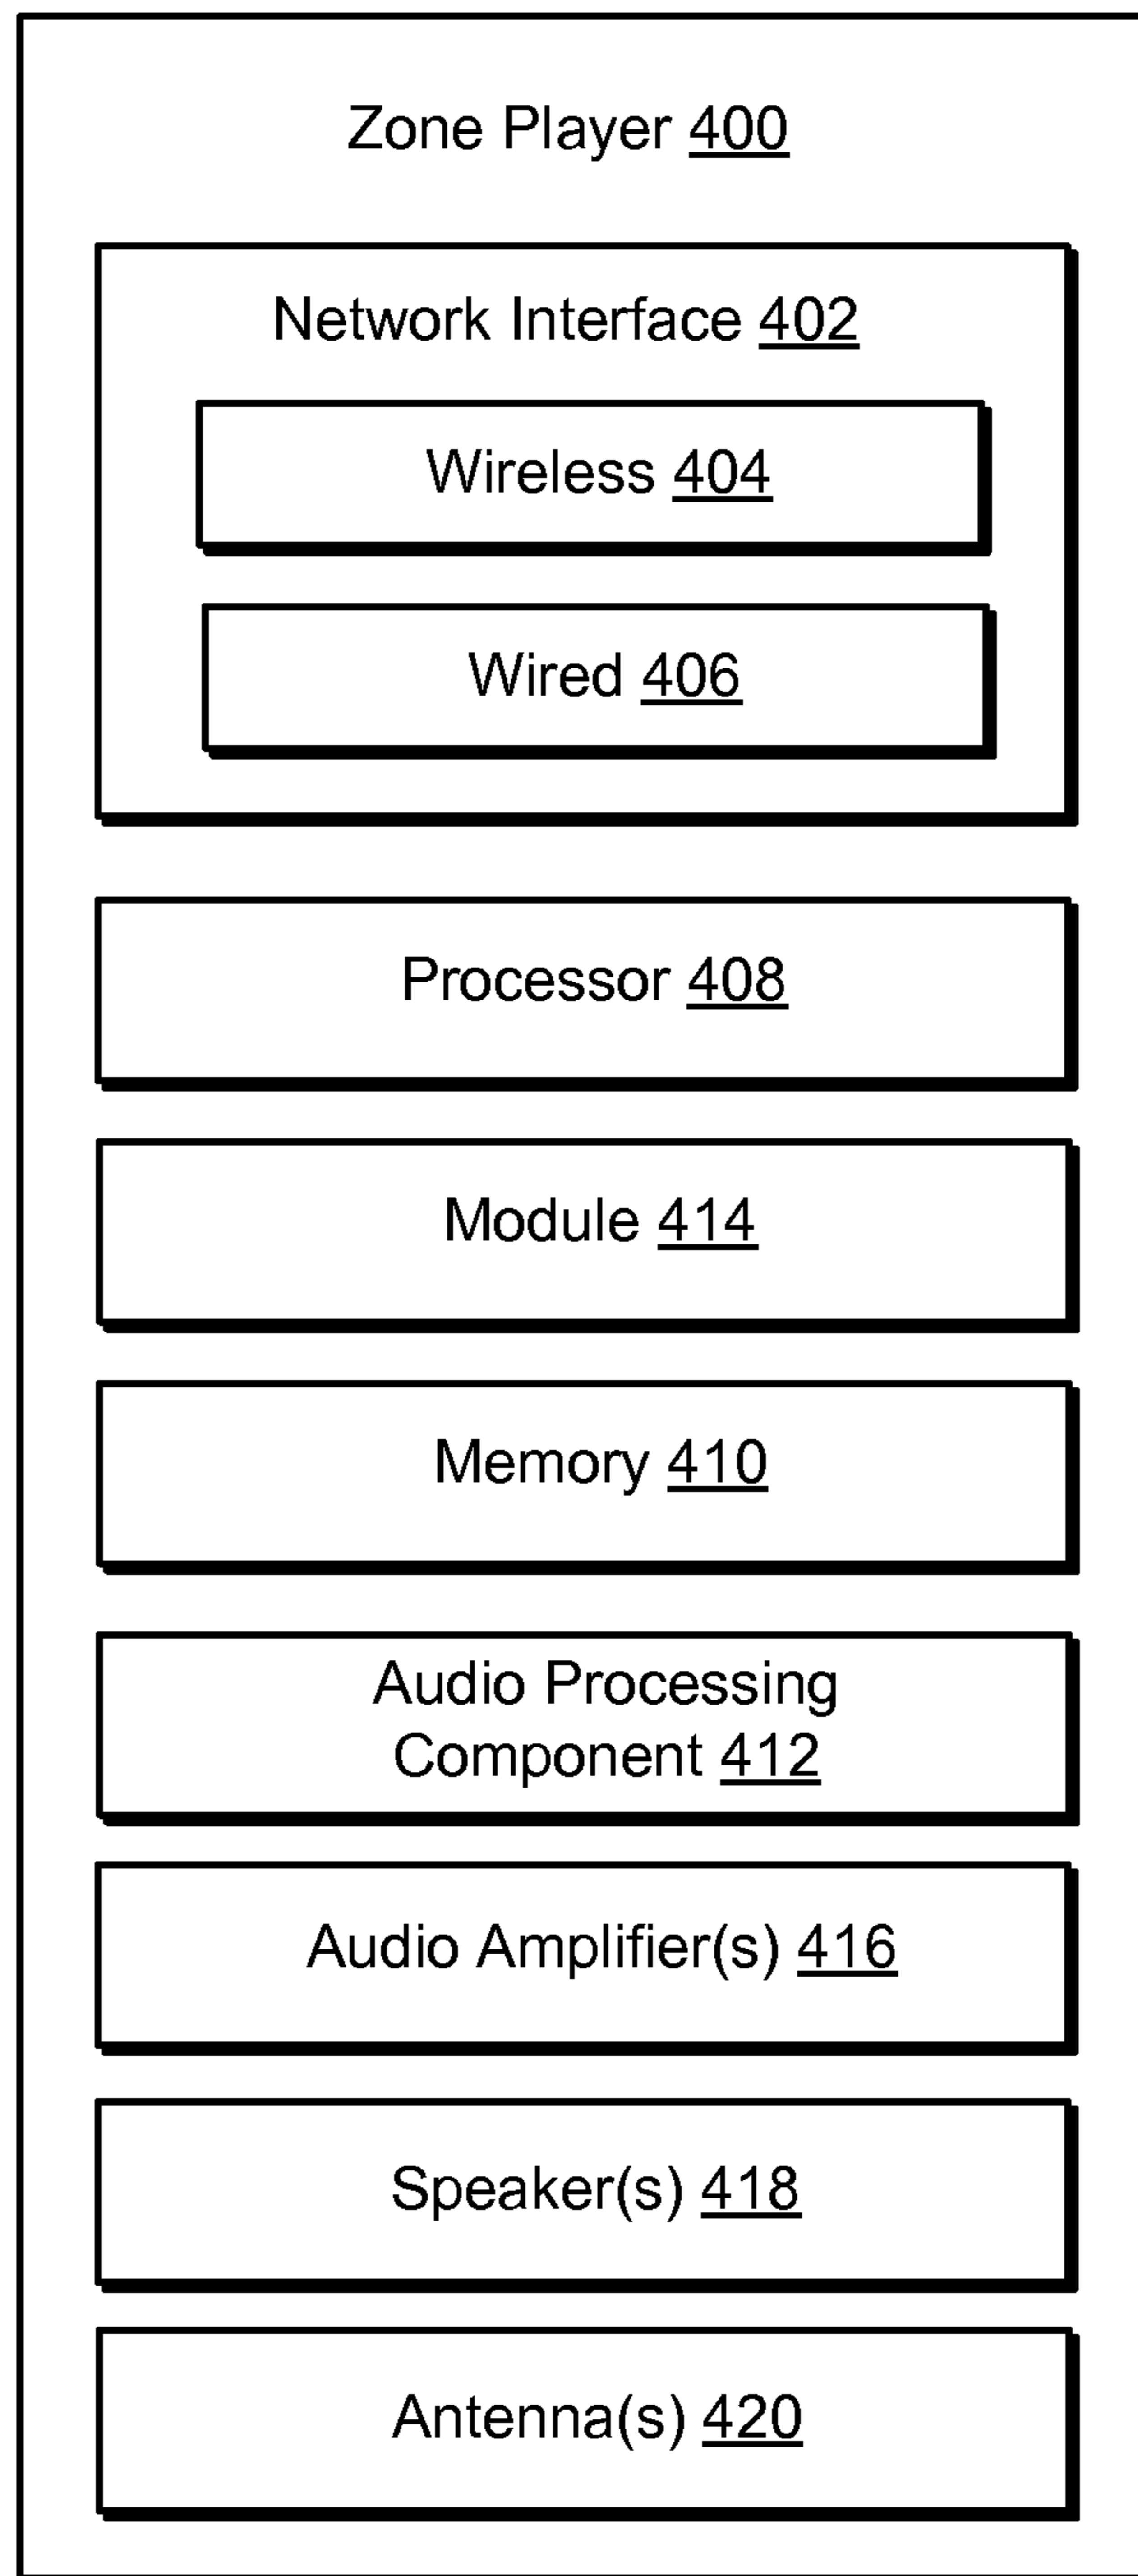 Zone Player 400
Network Interface 402
Wireless 404
Wired 406
Processor 408
Module 414
Memory 410
Audio Processing
Component 412
Audio Amplifier(s) 416
Speaker(s) 418
Antenna(s) 420